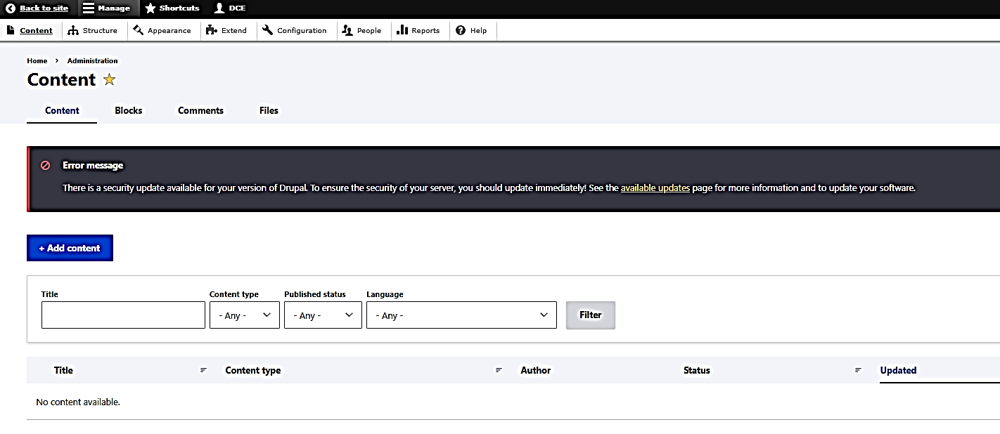 Back to site Manage Shortcuts DCE
Content Structure Appearance Extend Configuration People Reports Help
Home > Administration
Content
Content Blocks Comments Files
Error message
There is a security update available for your version of Drupal. To ensure the security of your server, you should update immediately! See the available updates page for more information and to update your software.
+ Add content
Title Content type Published status Language
- Any - - Any - - Any - Filter
Title Content type Author Status Updated
No content available.